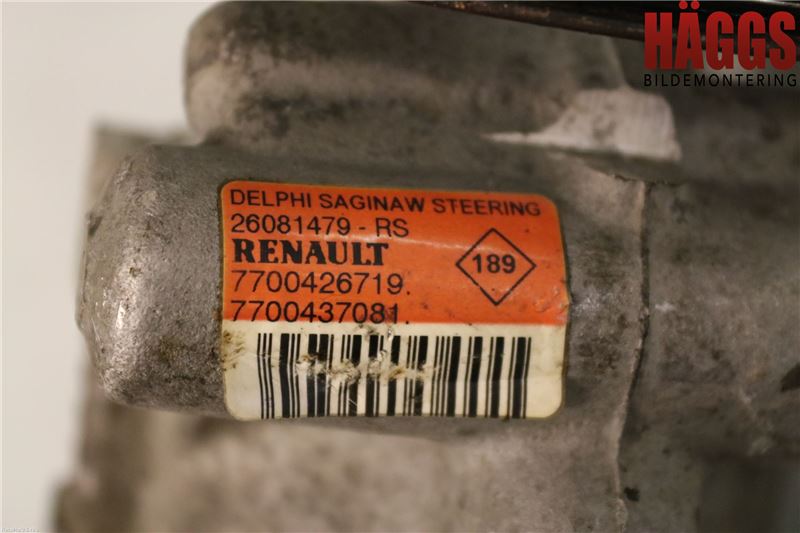 HÄGGS
BILDEMONTERING
DELPHI SAGINAW STEERING
26081479 - RS
RENAULT
189
7700426719.
7700437081.